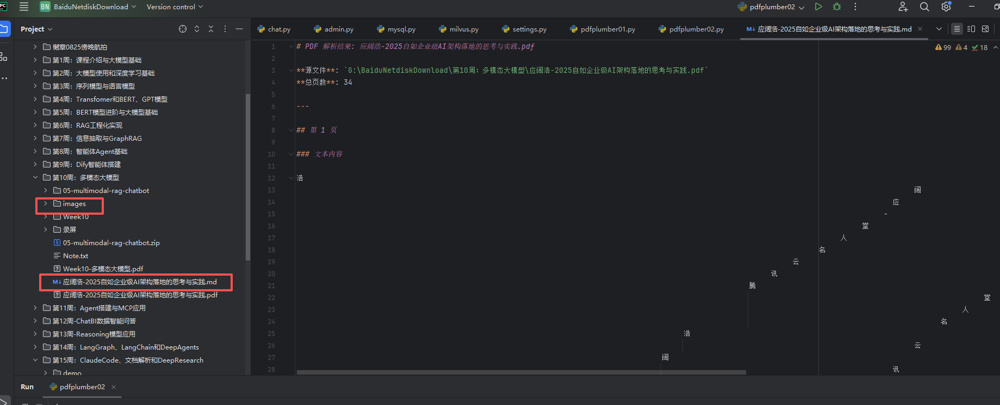 PC
BN BaiduNetdiskDownload Version control pdfplumber02
Project
chat.py admin.py mysql.py milvus.py settings.py pdfplumber01.py pdfplumber02.py M↓ 应阔浩-2025自如企业级AI架构落地的思考与实践.md
99 4 18
樾章0825傍晚航拍
第1周：课程介绍与大模型基础
第2周：大模型使用和深度学习基础
第3周：序列模型与语言模型
第4周：Transfomer和BERT、GPT模型
第5周：BERT模型进阶与大模型基础
第6周：RAG工程化实现
第7周：信息抽取与GraphRAG
第8周：智能体Agent基础
第9周：Dify智能体搭建
第10周：多模态大模型
05-multimodal-rag-chatbot
images
Week10
录屏
05-multimodal-rag-chatbot.zip
Note.txt
Week10-多模态大模型.pdf
M↓ 应阔浩-2025自如企业级AI架构落地的思考与实践.md
应阔浩-2025自如企业级AI架构落地的思考与实践.pdf
第11周：Agent搭建与MCP应用
第12周-ChatBI数据智能问答
第13周-Reasoning模型应用
第14周：LangGraph、LangChain和DeepAgents
第15周：ClaudeCode、文档解析和DeepResearch
demo
1 # PDF 解析结果: 应阔浩-2025自如企业级AI架构落地的思考与实践.pdf
2
3 **源文件**: `G:\BaiduNetdiskDownload\第10周：多模态大模型\应阔浩-2025自如企业级AI架构落地的思考与实践.pdf`
4 **总页数**: 34
5
6 ---
7
8 ## 第 1 页
9
10 ### 文本内容
11
12 浩
13 阔
14 应
15 -
16 堂
17 人
18 名
19 云
20 讯
21 腾
22 堂
23 人
24 名
25 浩
26 云
27 阔
28 讯
Run pdfplumber02